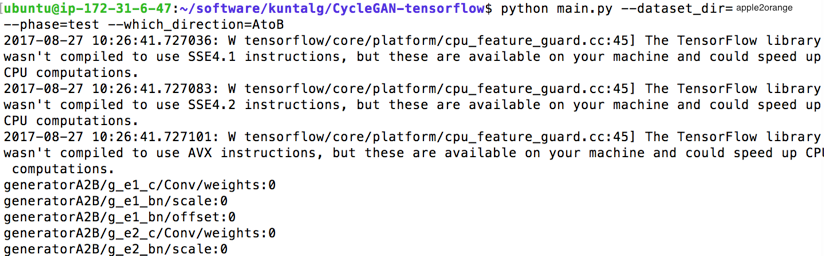 ubuntu@ip-172-31-6-47:~/software/kuntalg/CycleGAN-tensorflow$ python main.py --dataset_dir= apple2orange
--phase=test --which_direction=AtoB
2017-08-27 10:26:41.727036: W tensorflow/core/platform/cpu_feature_guard.cc:45] The TensorFlow library
wasn't compiled to use SSE4.1 instructions, but these are available on your machine and could speed up
CPU computations.
2017-08-27 10:26:41.727083: W tensorflow/core/platform/cpu_feature_guard.cc:45] The TensorFlow library
wasn't compiled to use SSE4.2 instructions, but these are available on your machine and could speed up
CPU computations.
2017-08-27 10:26:41.727101: W tensorflow/core/platform/cpu_feature_guard.cc:45] The TensorFlow library
wasn't compiled to use AVX instructions, but these are available on your machine and could speed up CPU
computations.
generatorA2B/g_e1_c/Conv/weights:0
generatorA2B/g_e1_bn/scale:0
generatorA2B/g_e1_bn/offset:0
generatorA2B/g_e2_c/Conv/weights:0
generatorA2B/g_e2_bn/scale:0